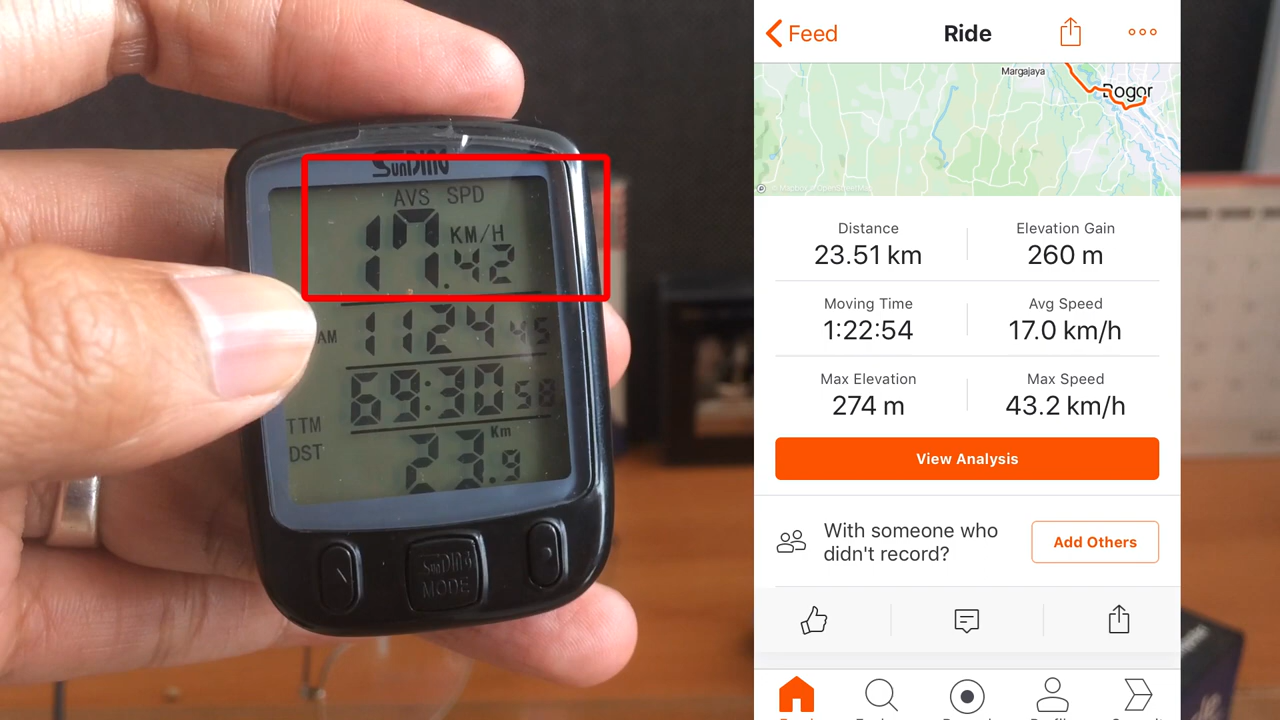 SunDING
AVS SPD
17.42 KM/H
AM 11 24 45
69:30 58
TTM
DST
Km
23.9
SunDING
MODE
Feed
Ride
Margajaya
Bogor
Distance
23.51 km
Elevation Gain
260 m
Moving Time
1:22:54
Avg Speed
17.0 km/h
Max Elevation
274 m
Max Speed
43.2 km/h
View Analysis
With someone who
didn't record?
Add Others